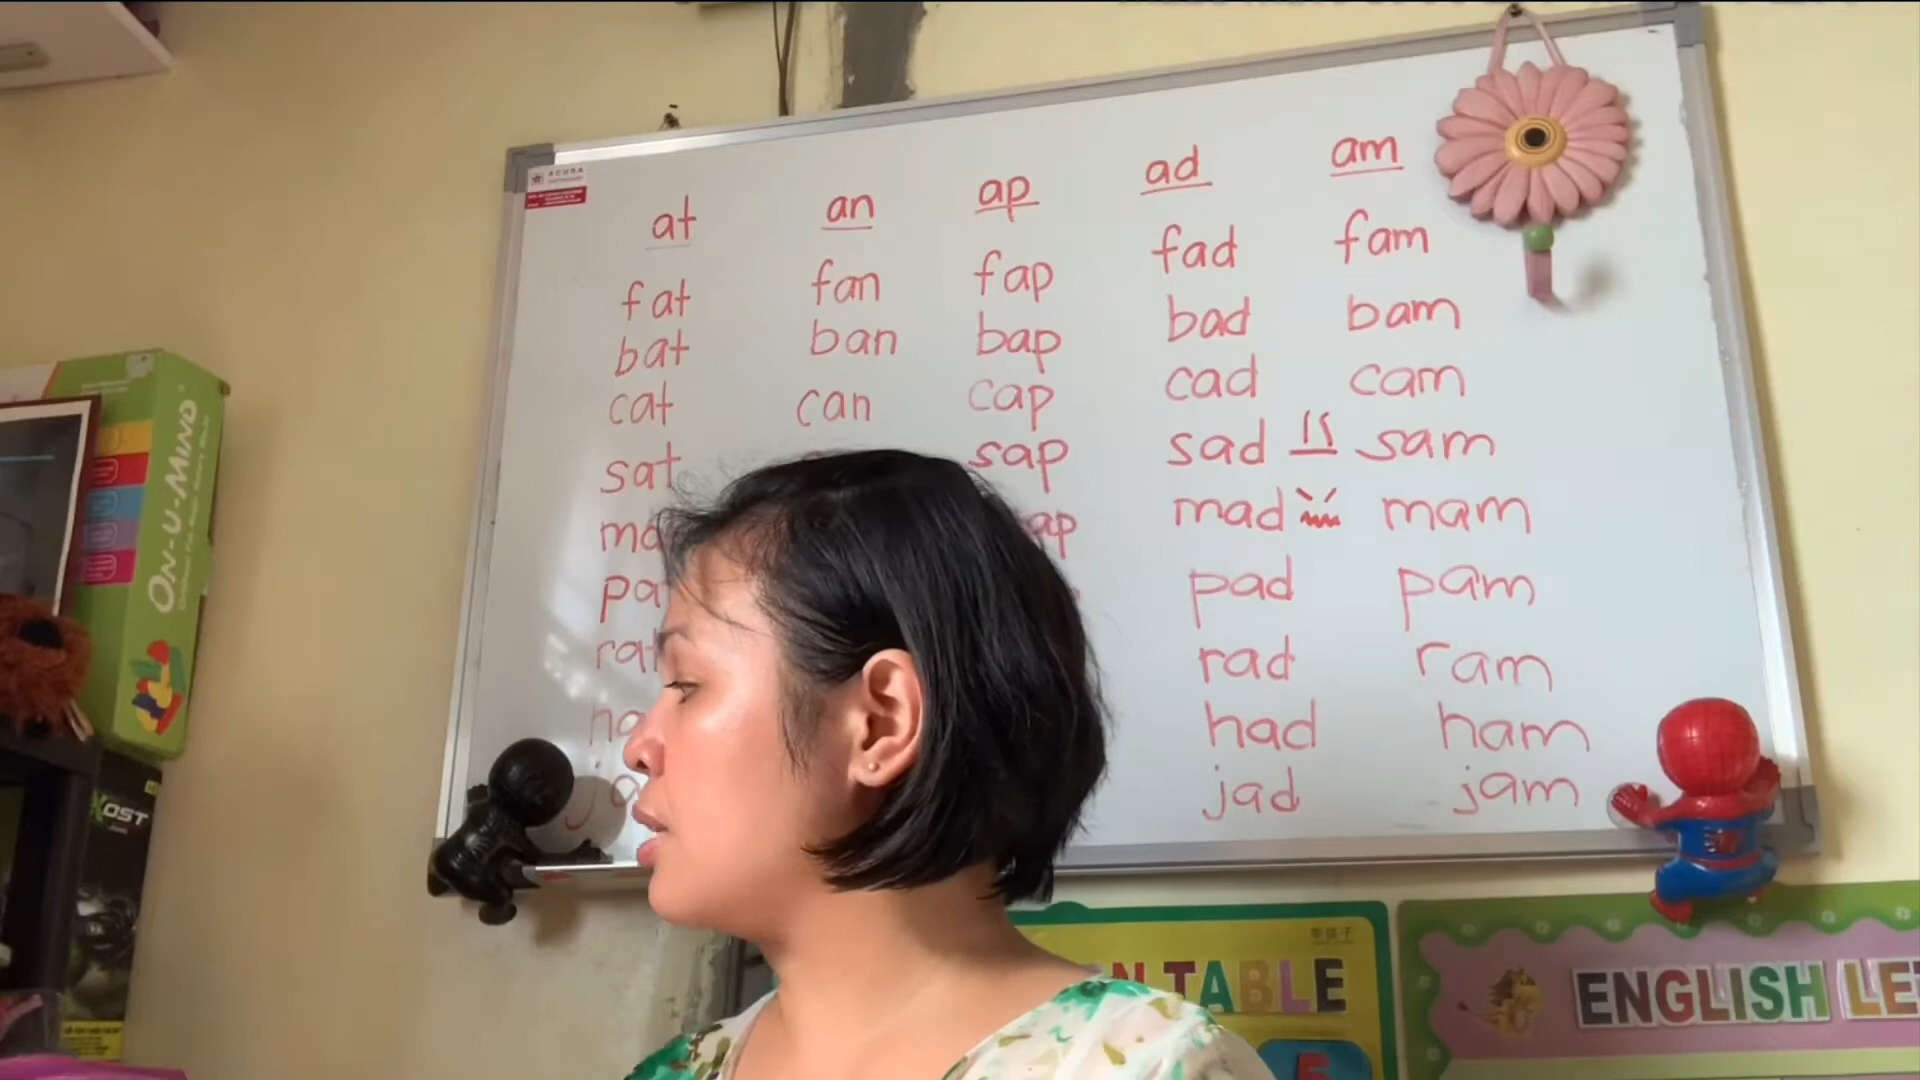 ACURA
at an ap ad am
fat fan fap fad fam
bat ban bap bad bam
cat can cap cad cam
sat sap sad sam
mad mam
pad pam
rat rad ram
had ham
jad jam
ON-U-MIND
TABLE
ENGLISH